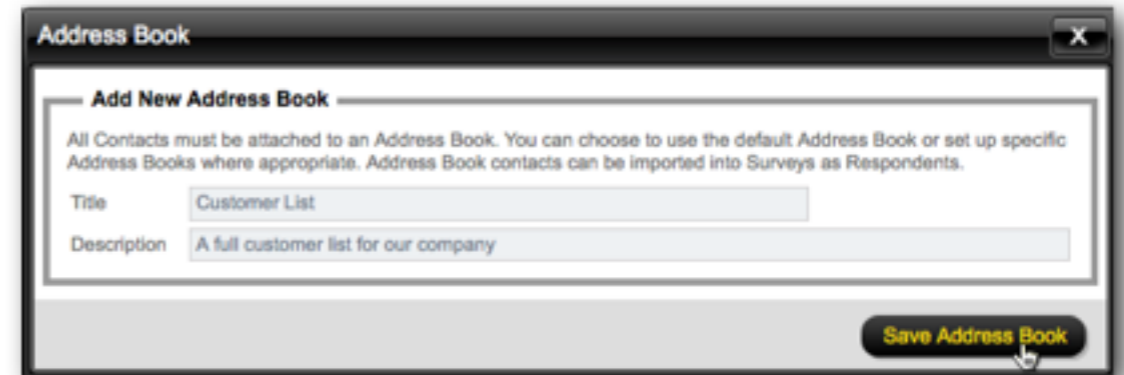 Address Book
X
Add New Address Book
All Contacts must be attached to an Address Book. You can choose to use the default Address Book or set up specific
Address Books where appropriate. Address Book contacts can be imported into Surveys as Respondents.
Title Customer List
Description A full customer list for our company
Save Address Book